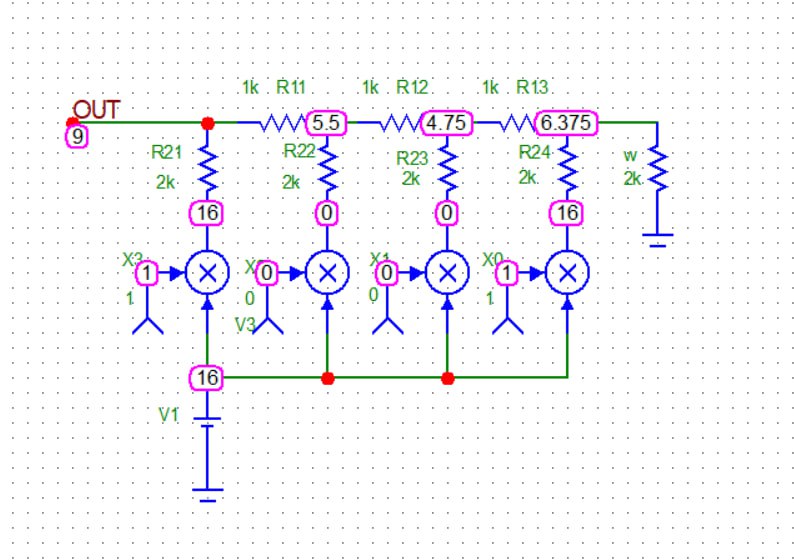 1k R11 1k R12 1k R13
OUT
9 5.5 4.75 6.375
R21 R22 R23 R24 w
2k 2k 2k 2k 2k
16 0 0 16
X3 X1 X0
1 0 0 1
1 0 0 1
V3
16
V1